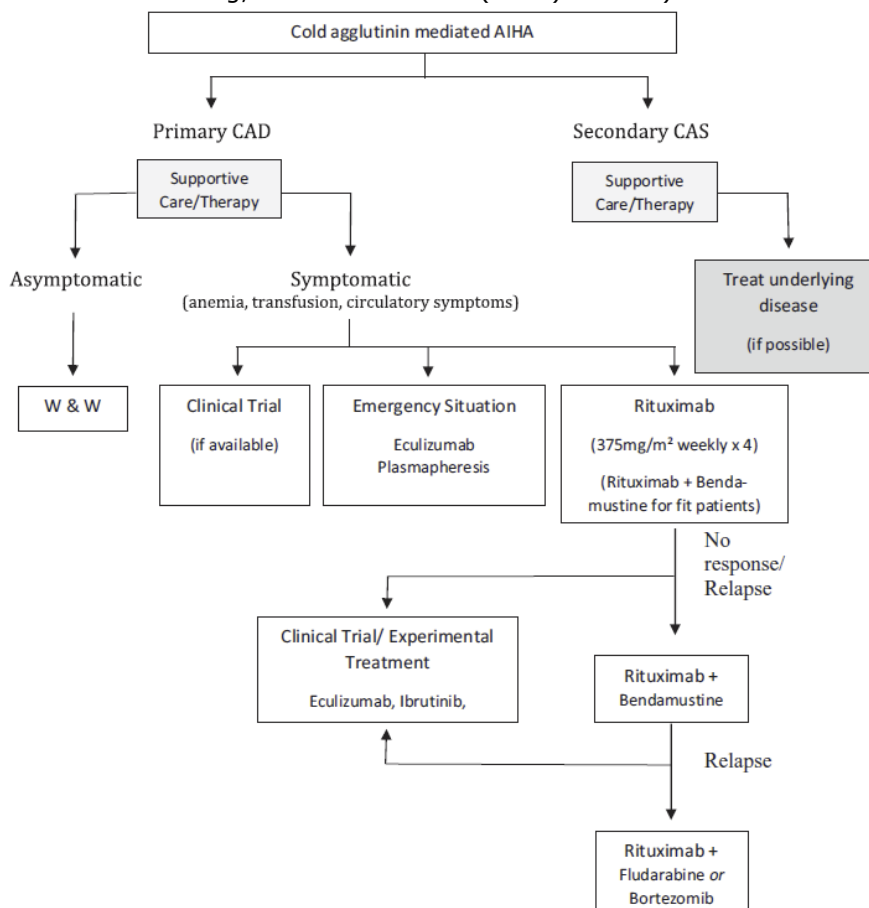 Cold agglutinin mediated AIHA
Primary CAD
Secondary CAS
Supportive
Care/Therapy
Supportive
Care/Therapy
Asymptomatic
Symptomatic
(anemia, transfusion, circulatory symptoms)
Treat underlying
disease
(if possible)
W & W
Clinical Trial
(if available)
Emergency Situation
Eculizumab
Plasmapheresis
Rituximab
(375mg/m² weekly x 4)
(Rituximab + Benda-
mustine for fit patients)
No
response/
Relapse
Clinical Trial/ Experimental
Treatment
Eculizumab, Ibrutinib,
Rituximab +
Bendamustine
Relapse
Rituximab +
Fludarabine or
Bortezomib